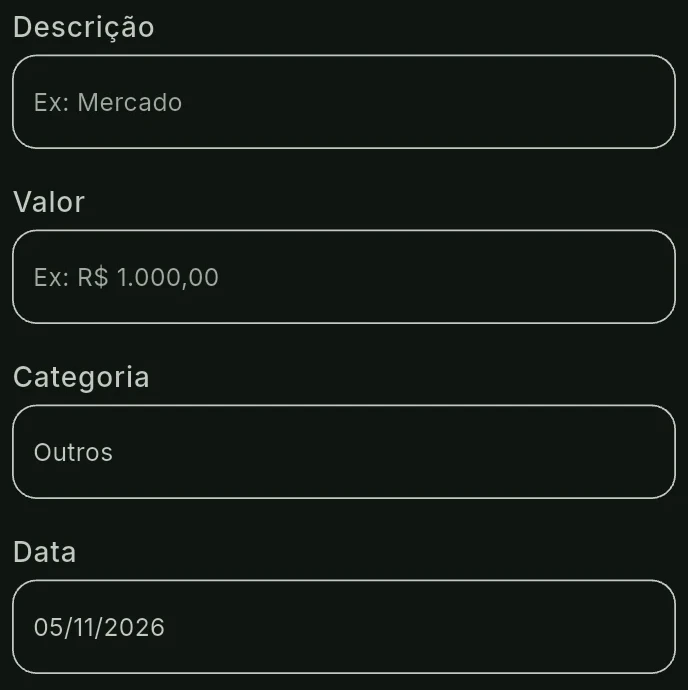 Descrição
Ex: Mercado
Valor
Ex: R$ 1.000,00
Categoria
Outros
Data
05/11/2026